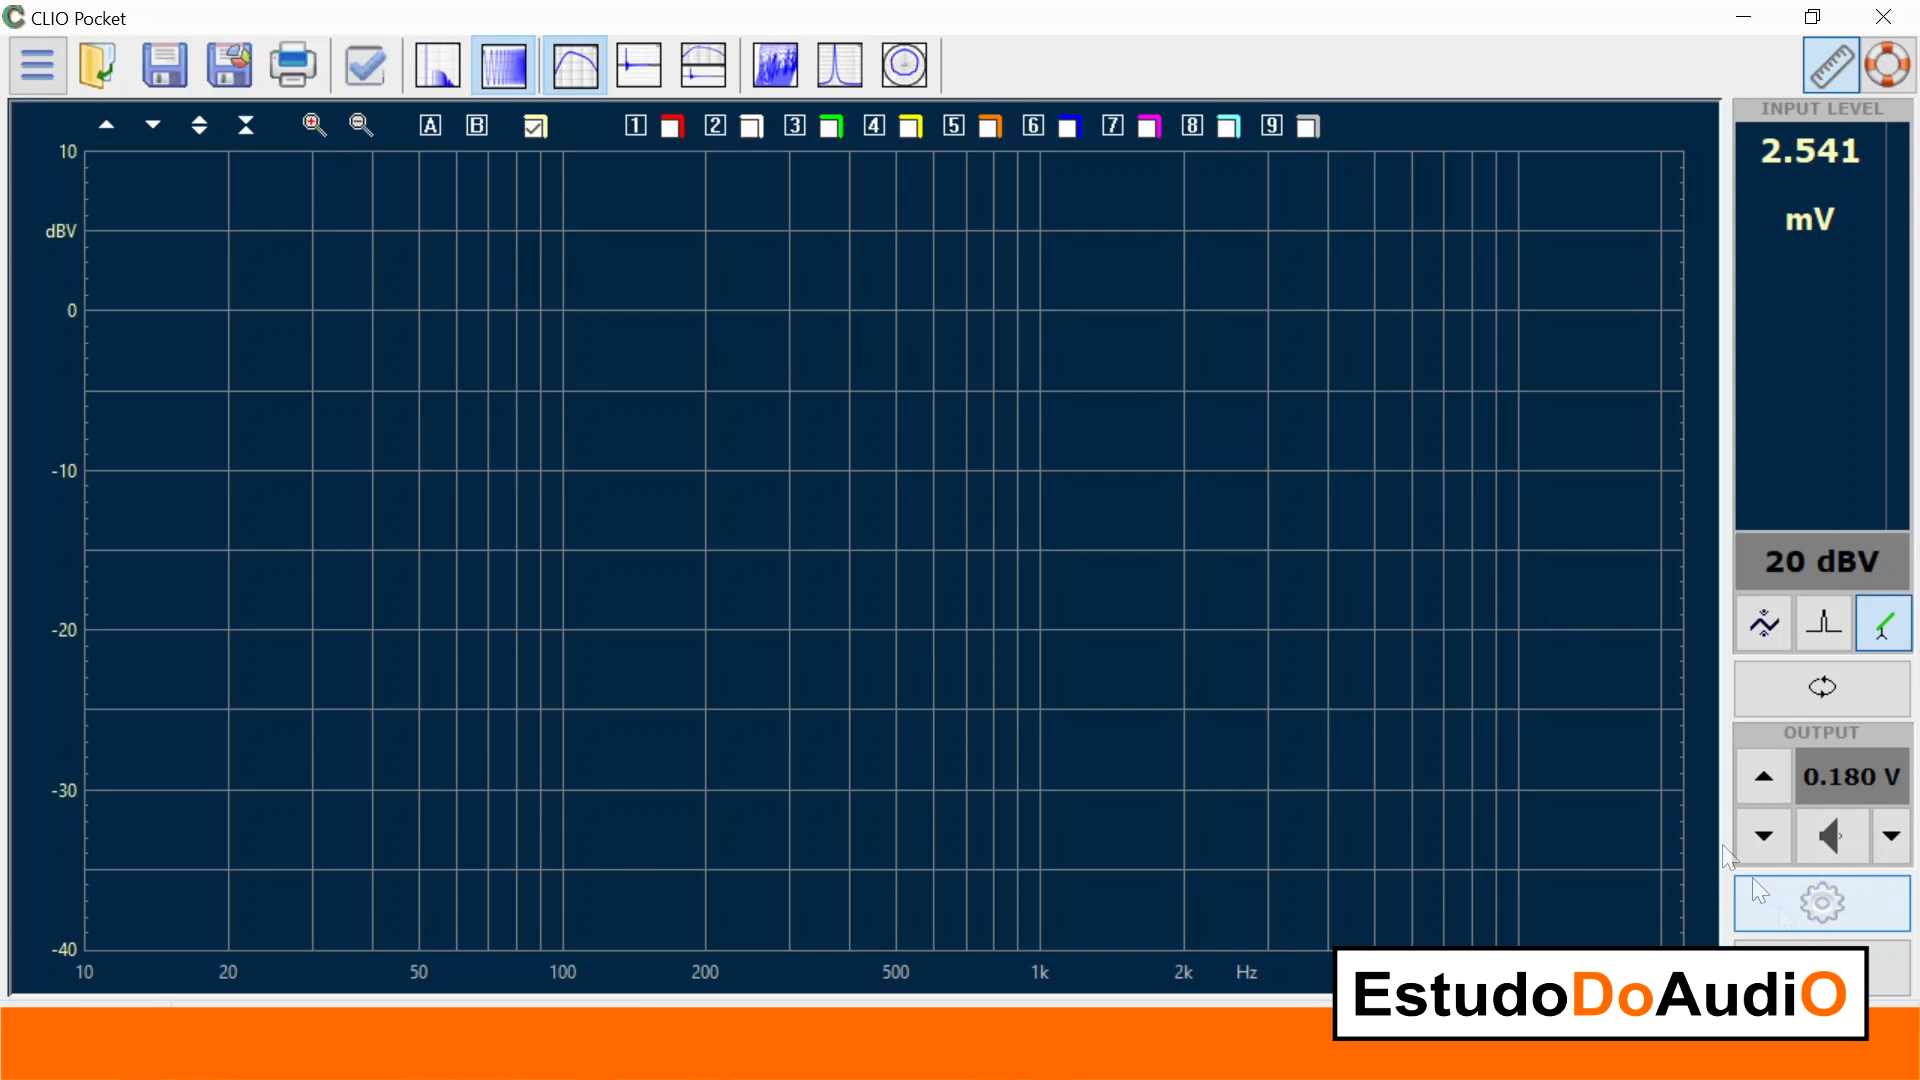 CLIO Pocket
INPUT LEVEL
A B 1 2 3 4 5 6 7 8 9
2.541
mV
10
dBV
0
-10
-20
-30
-40
10 20 50 100 200 500 1k 2k Hz
20 dBV
OUTPUT
0.180 V
EstudoDoAudiO